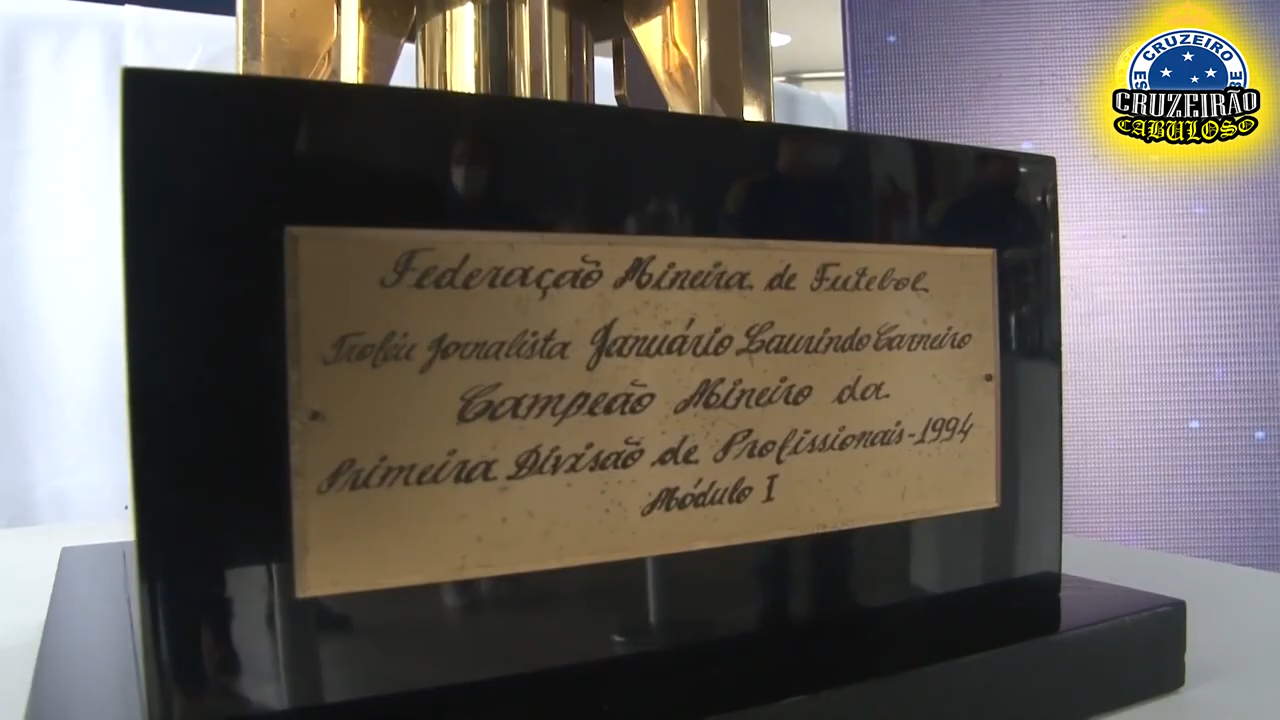 Federação Mineira de Futebol
Troféu Jornalista Januário Laurindo Carneiro
Campeão Mineiro da
Primeira Divisão de Profissionais-1994
Módulo I
CRUZEIRO
CRUZEIRÃO
CABULOSO